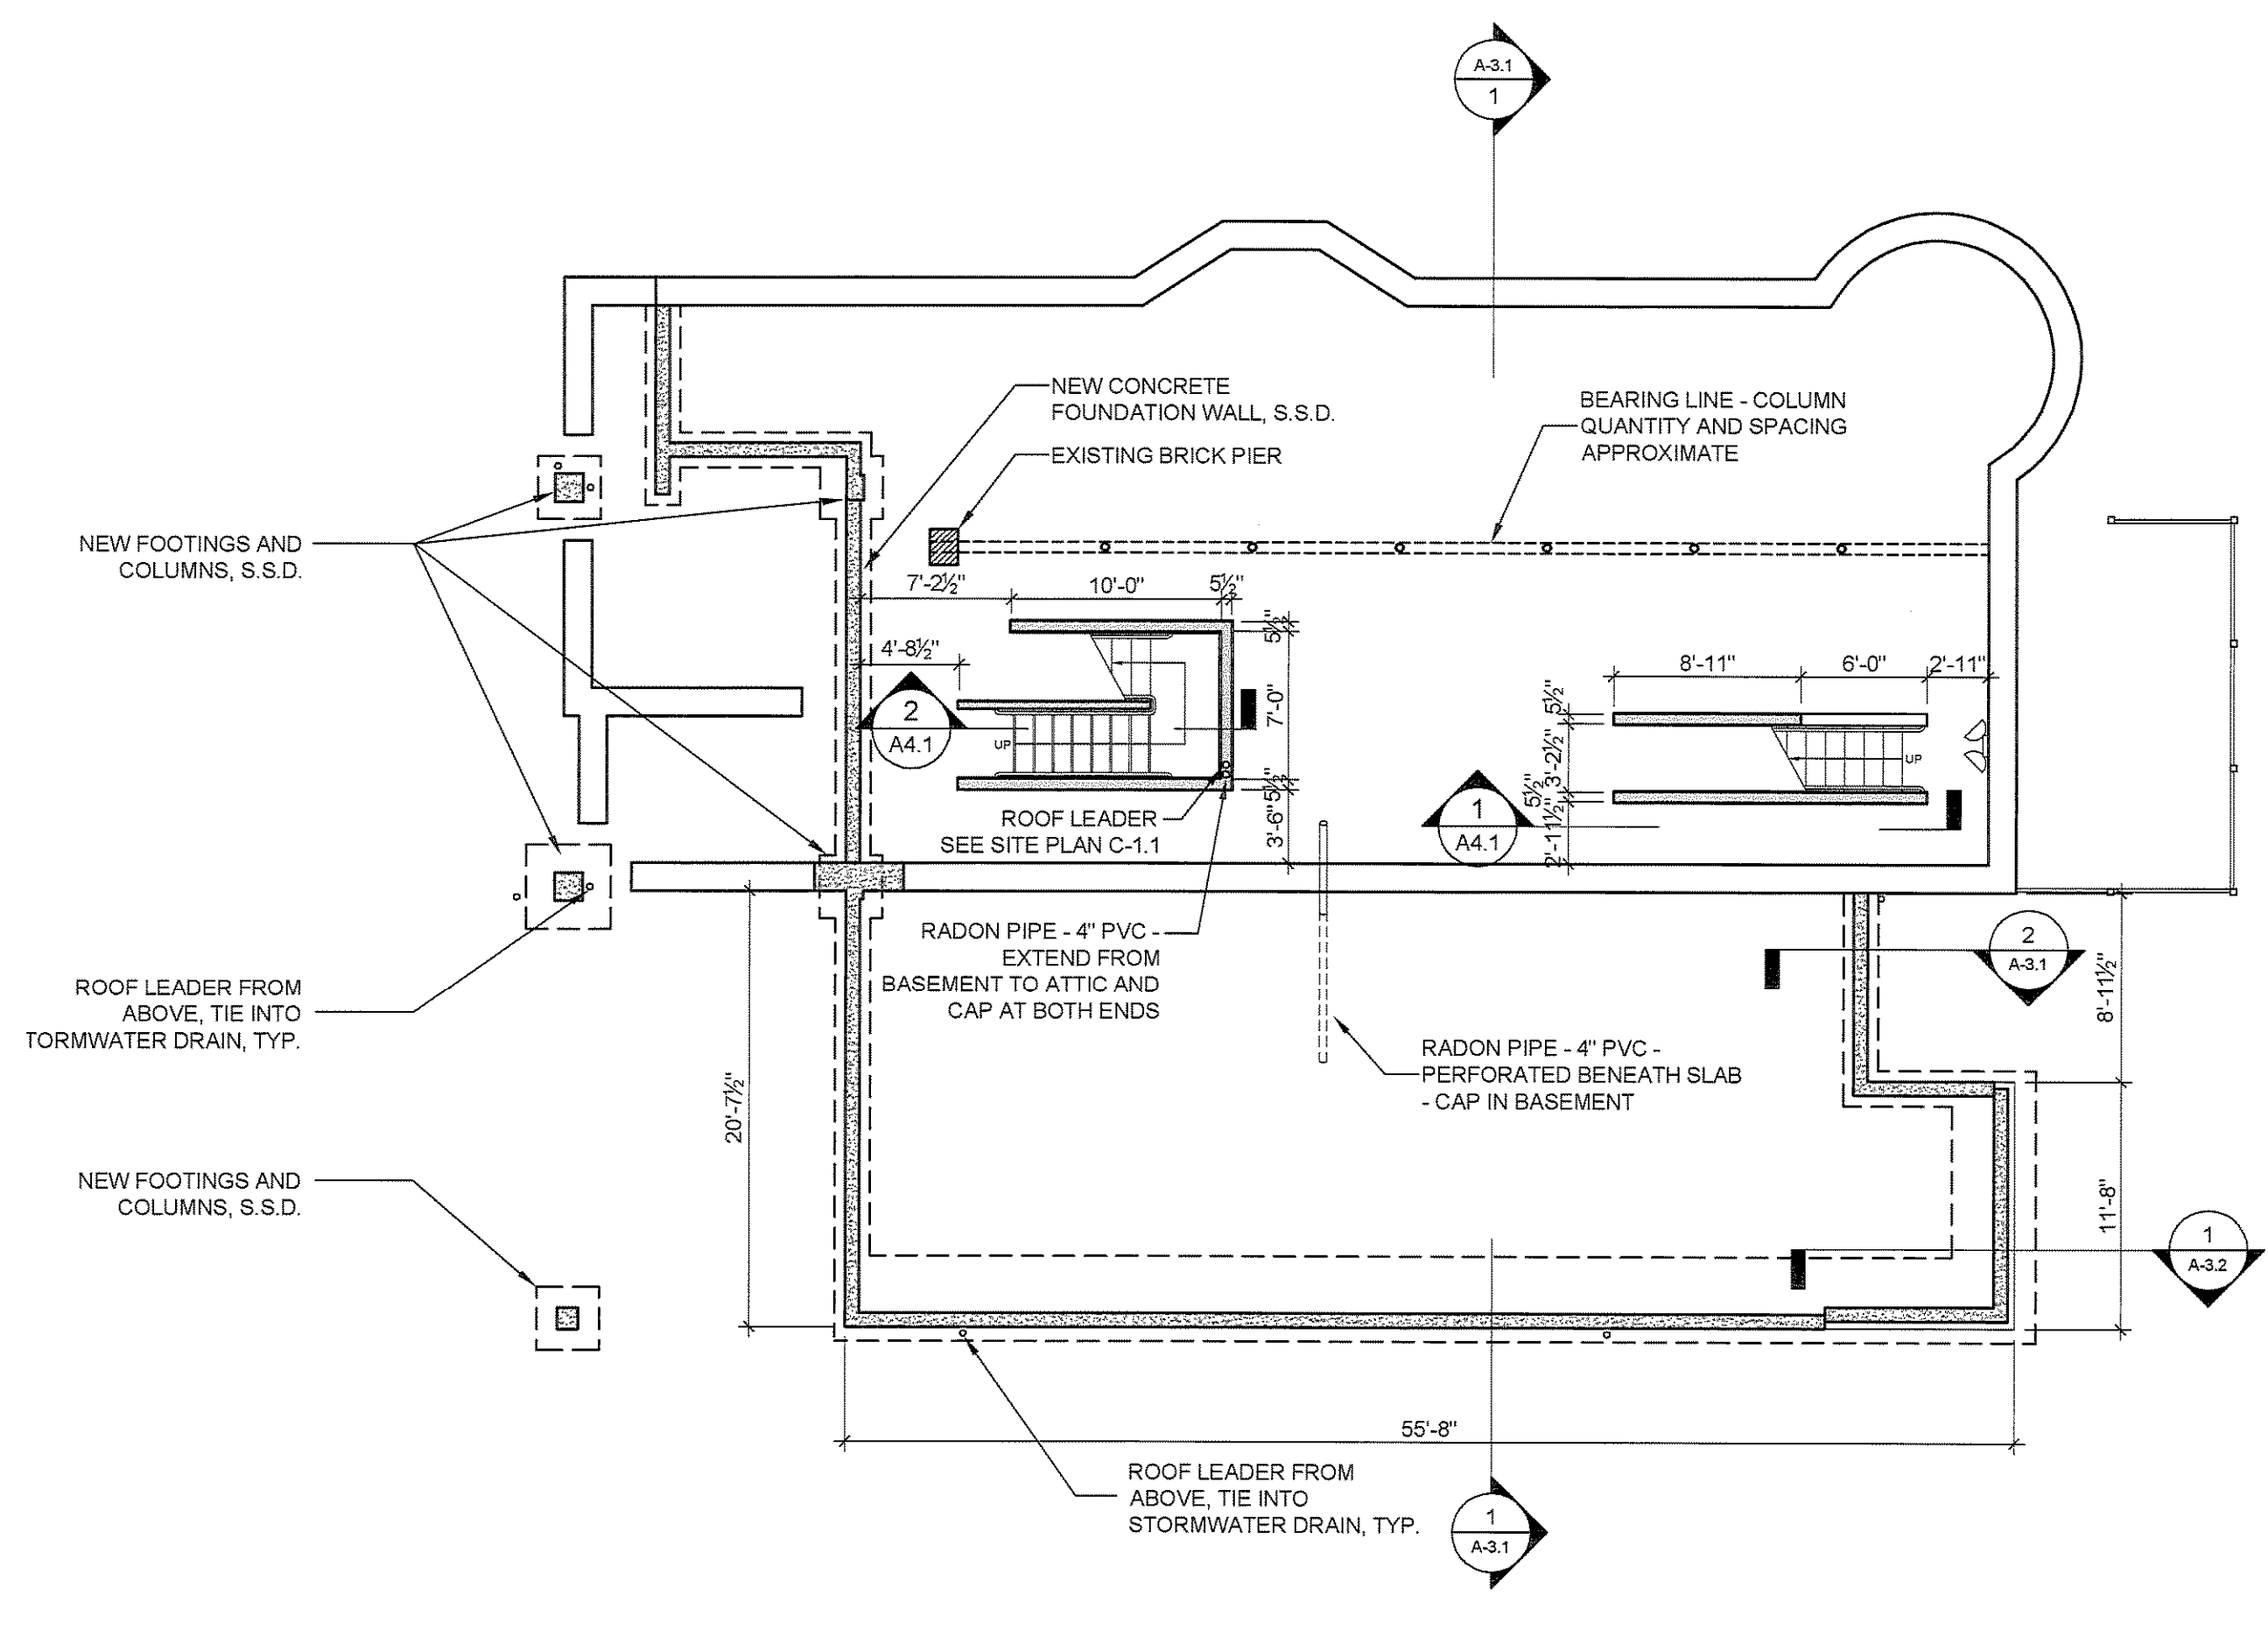 A-3.1
1
NEW CONCRETE
FOUNDATION WALL, S.S.D.
EXISTING BRICK PIER
BEARING LINE - COLUMN
QUANTITY AND SPACING
APPROXIMATE
NEW FOOTINGS AND
COLUMNS, S.S.D.
7'-2½"
10'-0"
5½"
5½"
4'-8½"
7'-0"
2
A4.1
UP
5½"
3'-6"
8'-11"
6'-0"
2'-11"
5½"
3'-2½"
UP
5½"
2'-11½"
1
A4.1
ROOF LEADER
SEE SITE PLAN C-1.1
RADON PIPE - 4" PVC -
EXTEND FROM
BASEMENT TO ATTIC AND
CAP AT BOTH ENDS
2
A-3.1
8'-11½"
ROOF LEADER FROM
ABOVE, TIE INTO
TORMWATER DRAIN, TYP.
RADON PIPE - 4" PVC -
PERFORATED BENEATH SLAB
- CAP IN BASEMENT
20'-7½"
NEW FOOTINGS AND
COLUMNS, S.S.D.
11'-8"
1
A-3.2
55'-8"
ROOF LEADER FROM
ABOVE, TIE INTO
STORMWATER DRAIN, TYP.
1
A-3.1